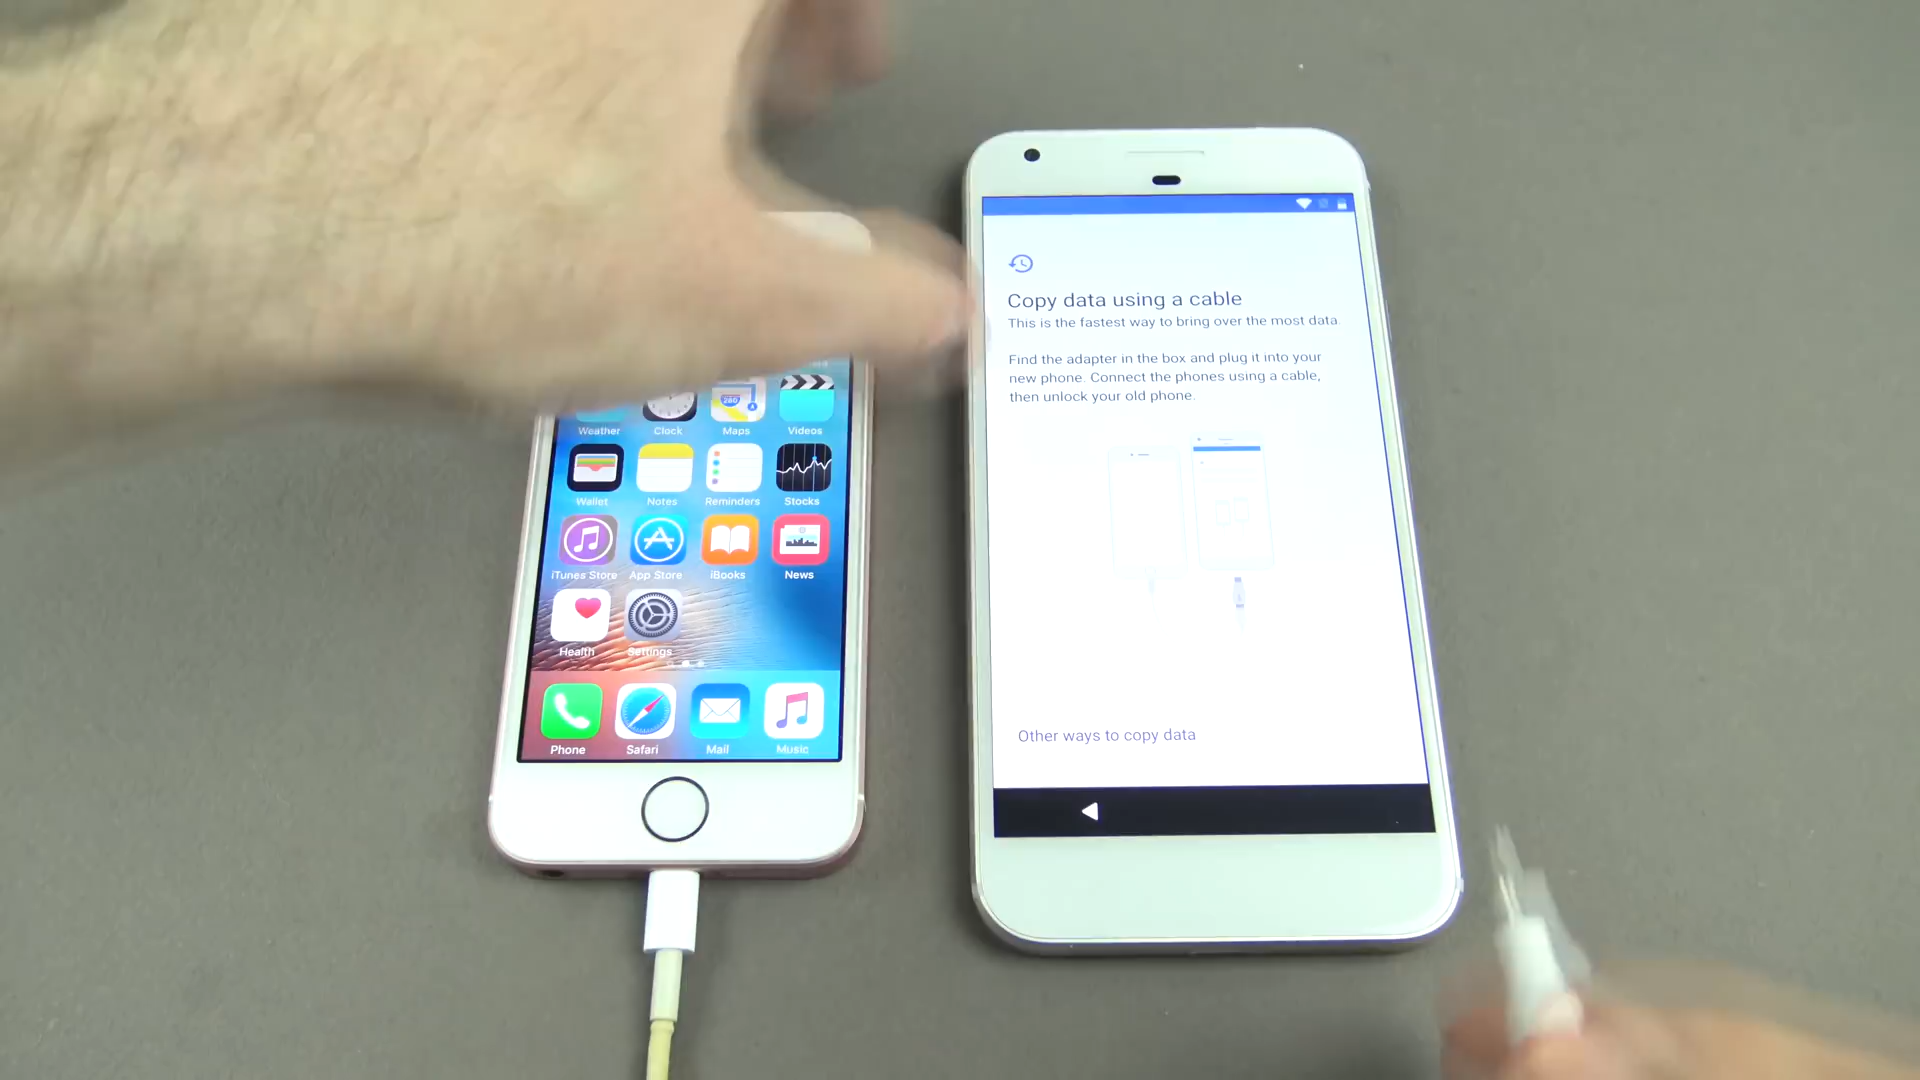 Weather Clock Maps Videos
280
Wallet Notes Reminders Stocks
iTunes Store App Store iBooks News
Health Settings
Phone Safari Mail Music
Copy data using a cable
This is the fastest way to bring over the most data.
Find the adapter in the box and plug it into your
new phone. Connect the phones using a cable,
then unlock your old phone.
Other ways to copy data